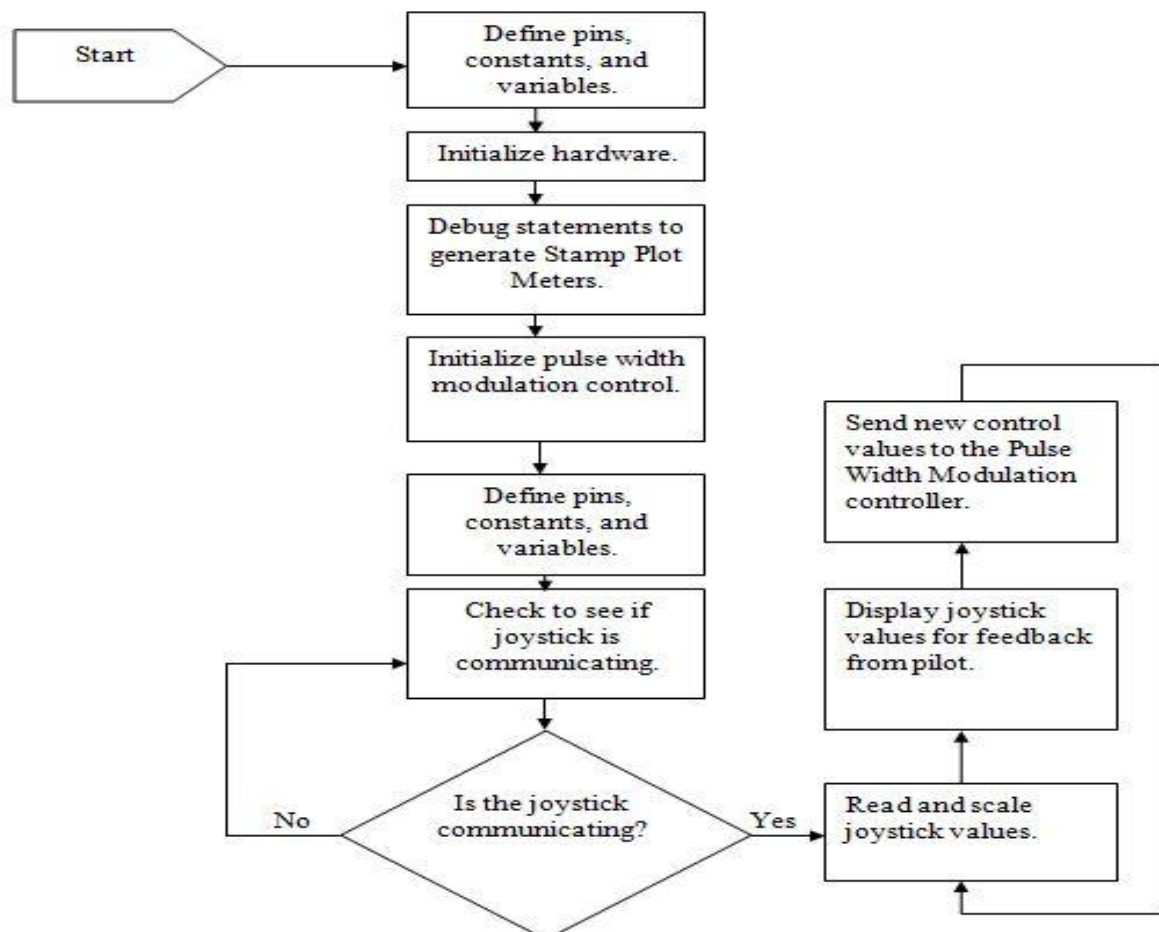 Start
Define pins,
constants, and
variables.
Initialize hardware.
Debug statements to
generate Stamp Plot
Meters.
Initialize pulse width
modulation control.
Define pins,
constants, and
variables.
Check to see if
joystick is
communicating.
Is the joystick
communicating?
No
Yes
Read and scale
joystick values.
Display joystick
values for feedback
from pilot.
Send new control
values to the Pulse
Width Modulation
controller.